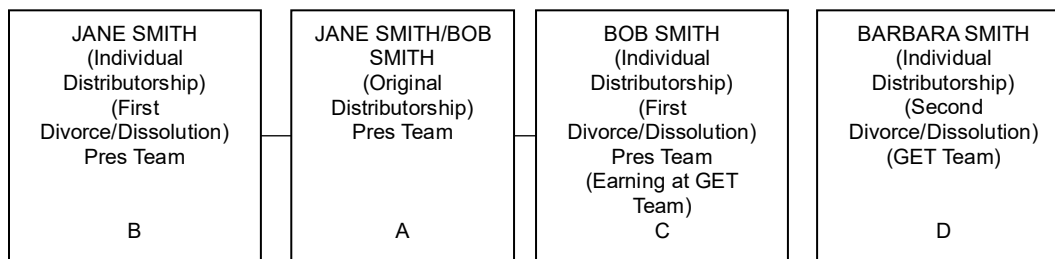 JANE SMITH
(Individual
Distributorship)
(First
Divorce/Dissolution)
Pres Team
B
JANE SMITH/BOB
SMITH
(Original
Distributorship)
Pres Team
A
BOB SMITH
(Individual
Distributorship)
(First
Divorce/Dissolution)
Pres Team
(Earning at GET
Team)
C
BARBARA SMITH
(Individual
Distributorship)
(Second
Divorce/Dissolution)
(GET Team)
D